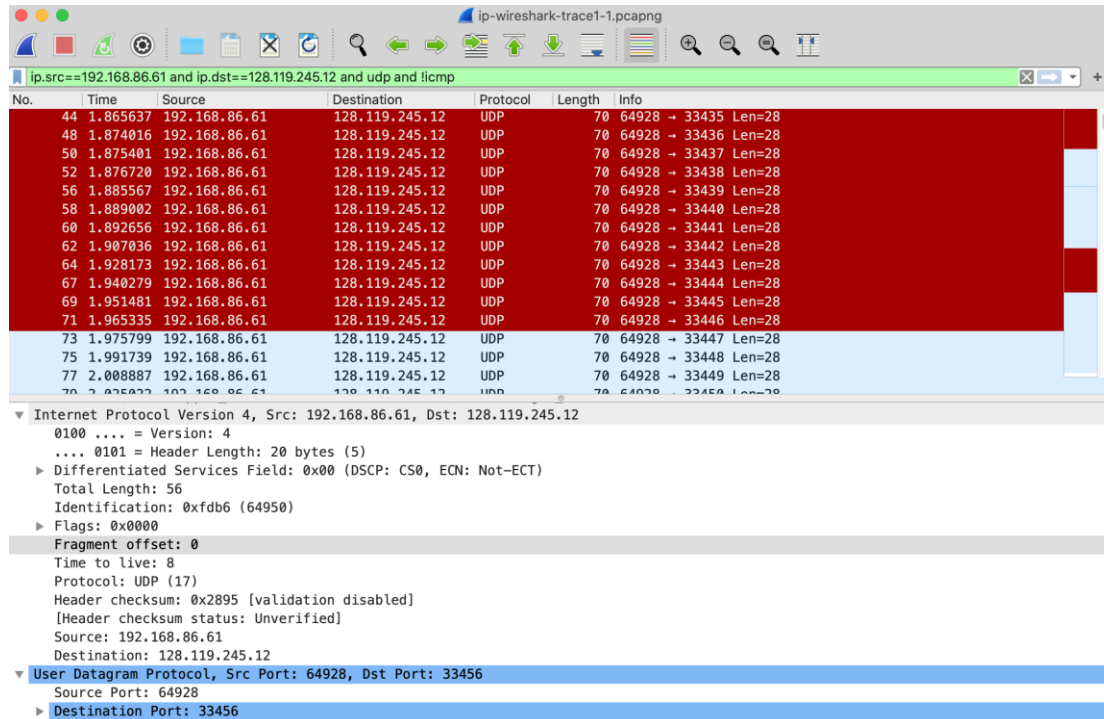 ip-wireshark-trace1-1.pcapng
ip.src==192.168.86.61 and ip.dst==128.119.245.12 and udp and !icmp
No. Time Source Destination Protocol Length Info
44 1.865637 192.168.86.61 128.119.245.12 UDP 70 64928 → 33435 Len=28
48 1.874016 192.168.86.61 128.119.245.12 UDP 70 64928 → 33436 Len=28
50 1.875401 192.168.86.61 128.119.245.12 UDP 70 64928 → 33437 Len=28
52 1.876720 192.168.86.61 128.119.245.12 UDP 70 64928 → 33438 Len=28
56 1.885567 192.168.86.61 128.119.245.12 UDP 70 64928 → 33439 Len=28
58 1.889002 192.168.86.61 128.119.245.12 UDP 70 64928 → 33440 Len=28
60 1.892656 192.168.86.61 128.119.245.12 UDP 70 64928 → 33441 Len=28
62 1.907036 192.168.86.61 128.119.245.12 UDP 70 64928 → 33442 Len=28
64 1.928173 192.168.86.61 128.119.245.12 UDP 70 64928 → 33443 Len=28
67 1.940279 192.168.86.61 128.119.245.12 UDP 70 64928 → 33444 Len=28
69 1.951481 192.168.86.61 128.119.245.12 UDP 70 64928 → 33445 Len=28
71 1.965335 192.168.86.61 128.119.245.12 UDP 70 64928 → 33446 Len=28
73 1.975799 192.168.86.61 128.119.245.12 UDP 70 64928 → 33447 Len=28
75 1.991739 192.168.86.61 128.119.245.12 UDP 70 64928 → 33448 Len=28
77 2.008887 192.168.86.61 128.119.245.12 UDP 70 64928 → 33449 Len=28
Internet Protocol Version 4, Src: 192.168.86.61, Dst: 128.119.245.12
0100 .... = Version: 4
.... 0101 = Header Length: 20 bytes (5)
Differentiated Services Field: 0x00 (DSCP: CS0, ECN: Not-ECT)
Total Length: 56
Identification: 0xfdb6 (64950)
Flags: 0x0000
Fragment offset: 0
Time to live: 8
Protocol: UDP (17)
Header checksum: 0x2895 [validation disabled]
[Header checksum status: Unverified]
Source: 192.168.86.61
Destination: 128.119.245.12
User Datagram Protocol, Src Port: 64928, Dst Port: 33456
Source Port: 64928
Destination Port: 33456